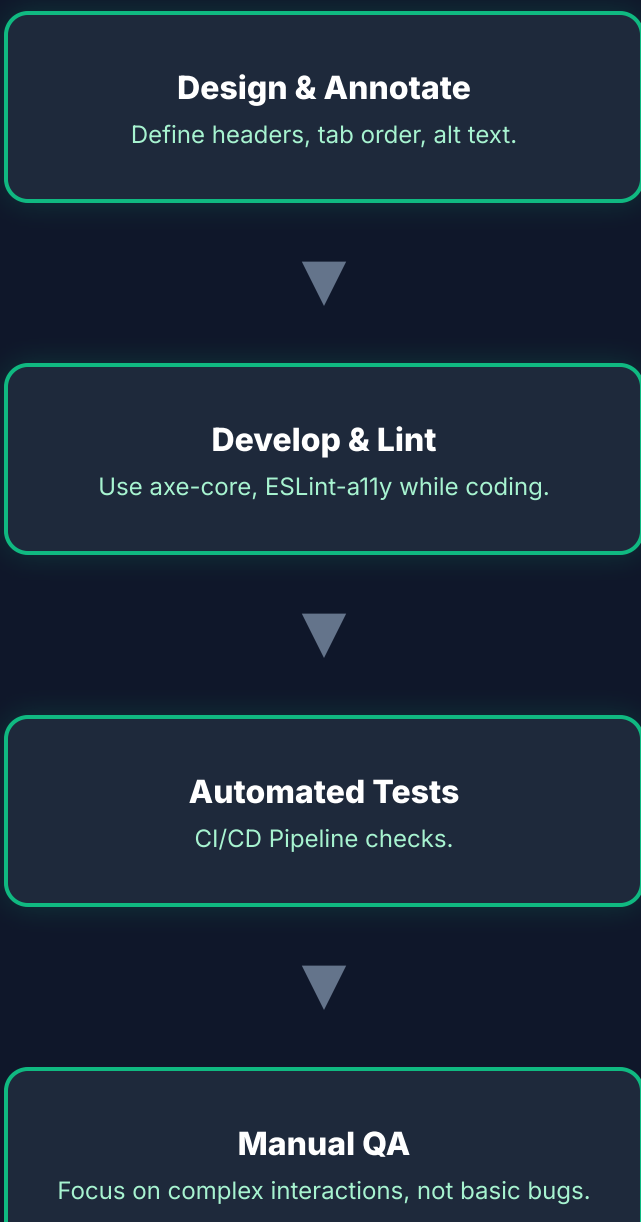 Design & Annotate
Define headers, tab order, alt text.
Develop & Lint
Use axe-core, ESLint-a11y while coding.
Automated Tests
CI/CD Pipeline checks.
Manual QA
Focus on complex interactions, not basic bugs.